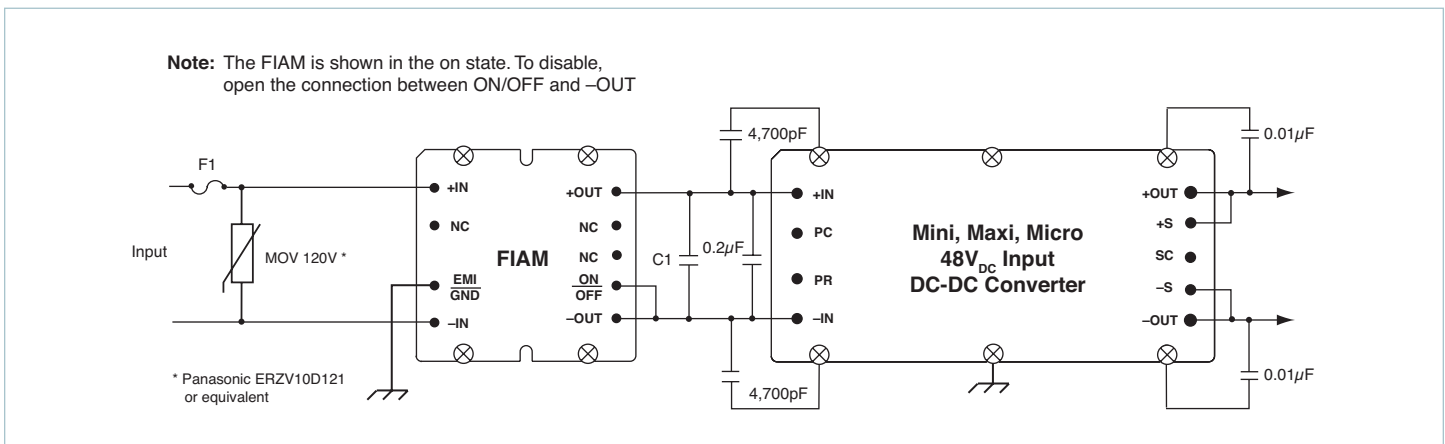 Note: The FIAM is shown in the on state. To disable,
open the connection between ON/OFF and –OUT
F1
Input
MOV 120V *
* Panasonic ERZV10D121
or equivalent
+IN
NC
EMI
GND
–IN
FIAM
+OUT
NC
NC
ON
OFF
–OUT
C1
0.2µF
4,700pF
4,700pF
+IN
PC
PR
–IN
Mini, Maxi, Micro
48VDC Input
DC-DC Converter
+OUT
+S
SC
–S
–OUT
0.01µF
0.01µF